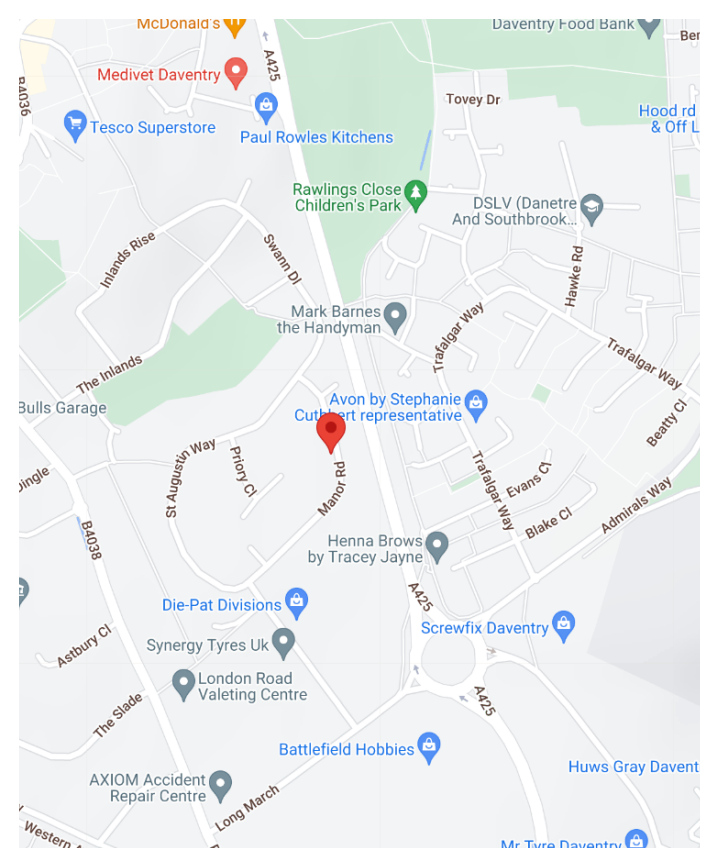 McDonald's
Daventry Food Bank
A425
Ber
Medivet Daventry
B4036
Tovey Dr
Hood rd
& Off L
Tesco Superstore
Paul Rowles Kitchens
Rawlings Close
Children's Park
DSLV (Danetre
And Southbrook...
Inlands Rise
Swann Dl
Hawke Rd
Mark Barnes
the Handyman
Trafalgar Way
Trafalgar Way
The Inlands
Bulls Garage
Avon by Stephanie
Cuthbert representative
Beatty Cl
St Augustin Way
Priory Cl
Manor Rd
Dingle
Trafalgar Way
Evans Cl
Blake Cl
Admirals Way
B4038
Henna Brows
by Tracey Jayne
A425
Die-Pat Divisions
Screwfix Daventry
Astbury Cl
Synergy Tyres Uk
London Road
Valeting Centre
A425
The Slade
Battlefield Hobbies
Huws Gray Davent
AXIOM Accident
Repair Centre
Long March
Western A
Mr Tyre Daventry